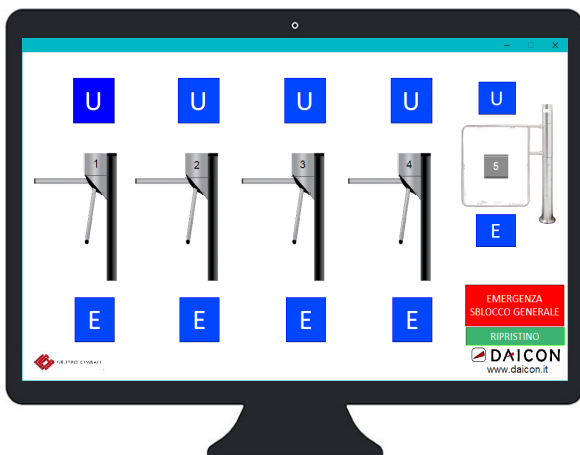 U U U U U
1 2 3 4 5
E E E E E
EMERGENZA
SBLOCCO GENERALE
RIPRISTINO
DAICON
www.daicon.it